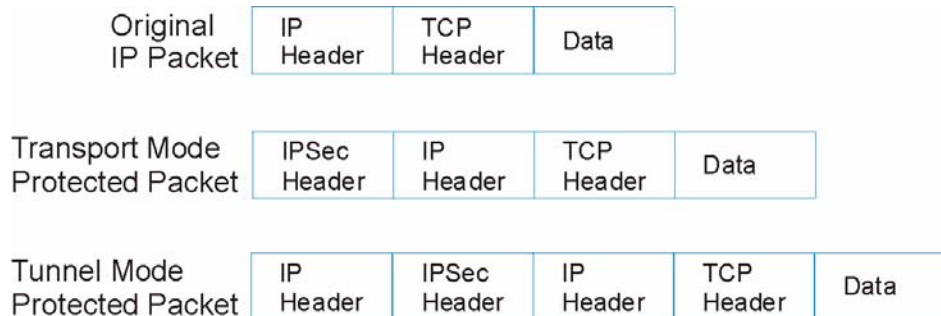 Original
IP Packet
IP
Header
TCP
Header
Data
Transport Mode
Protected Packet
IPSec
Header
IP
Header
TCP
Header
Data
Tunnel Mode
Protected Packet
IP
Header
IPSec
Header
IP
Header
TCP
Header
Data